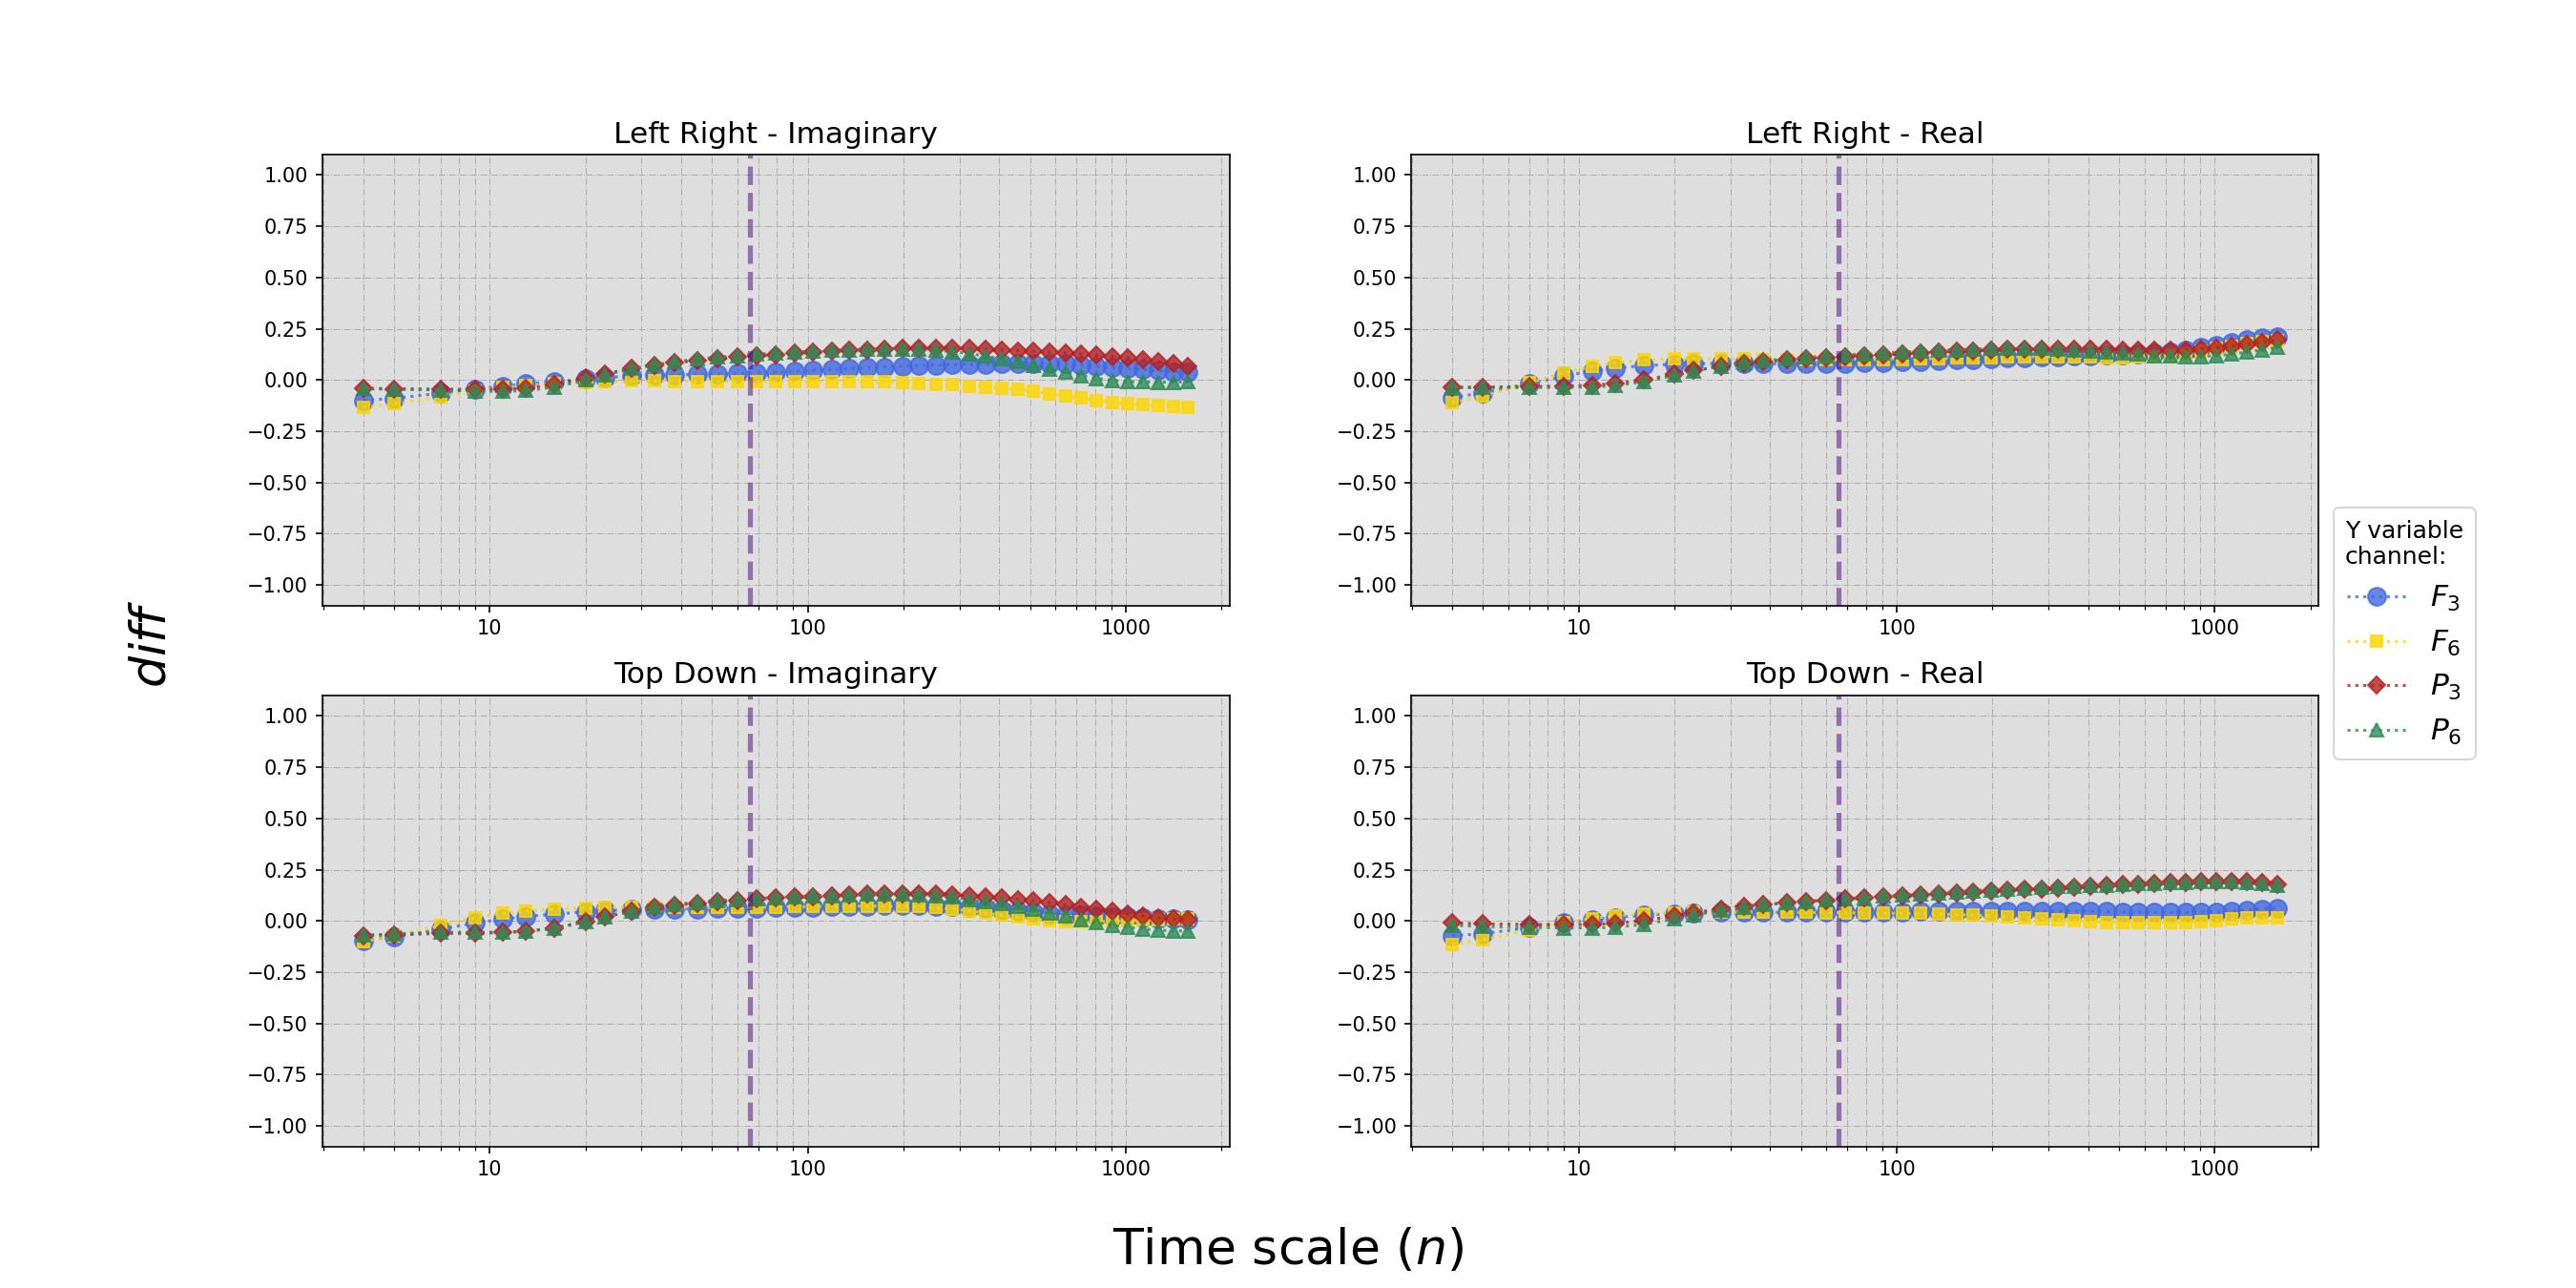 Left Right - Imaginary
Left Right - Real
1.00
0.75
0.50
0.25
0.00
−0.25
−0.50
−0.75
−1.00
10 100 1000
1.00
0.75
0.50
0.25
0.00
−0.25
−0.50
−0.75
−1.00
10 100 1000
Top Down - Imaginary
Top Down - Real
1.00
0.75
0.50
0.25
0.00
−0.25
−0.50
−0.75
−1.00
10 100 1000
1.00
0.75
0.50
0.25
0.00
−0.25
−0.50
−0.75
−1.00
10 100 1000
diff
Time scale (n)
Y variable
channel:
F3
F6
P3
P6